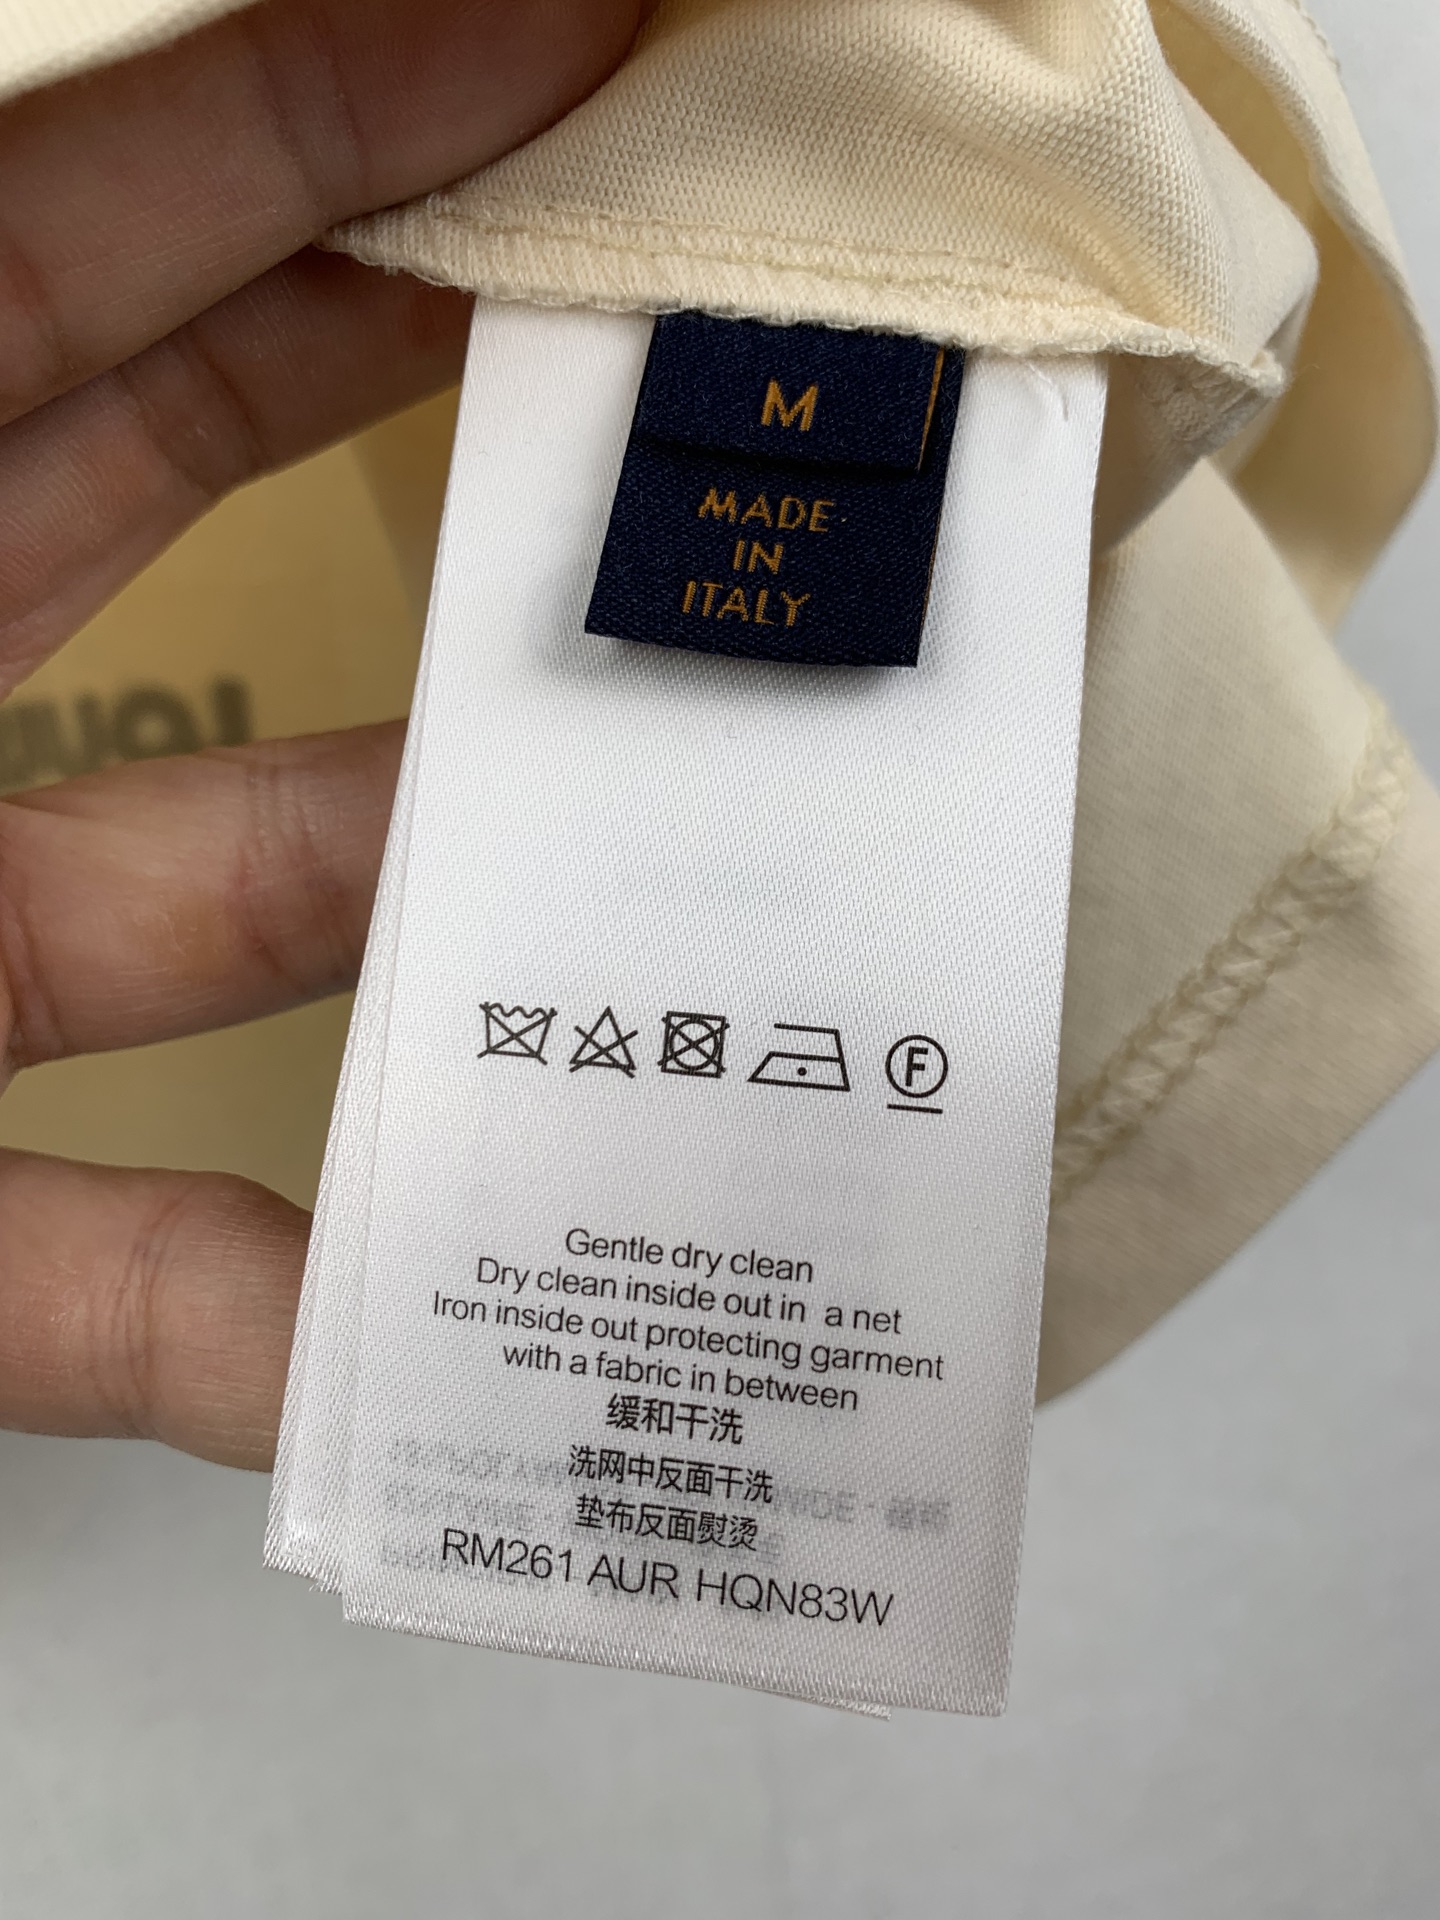 M
MADE
IN
ITALY
F
Gentle dry clean
Dry clean inside out in a net
Iron inside out protecting garment
with a fabric in between
缓和干洗
洗网中反面干洗
垫布反面熨烫
RM261 AUR HQN83W